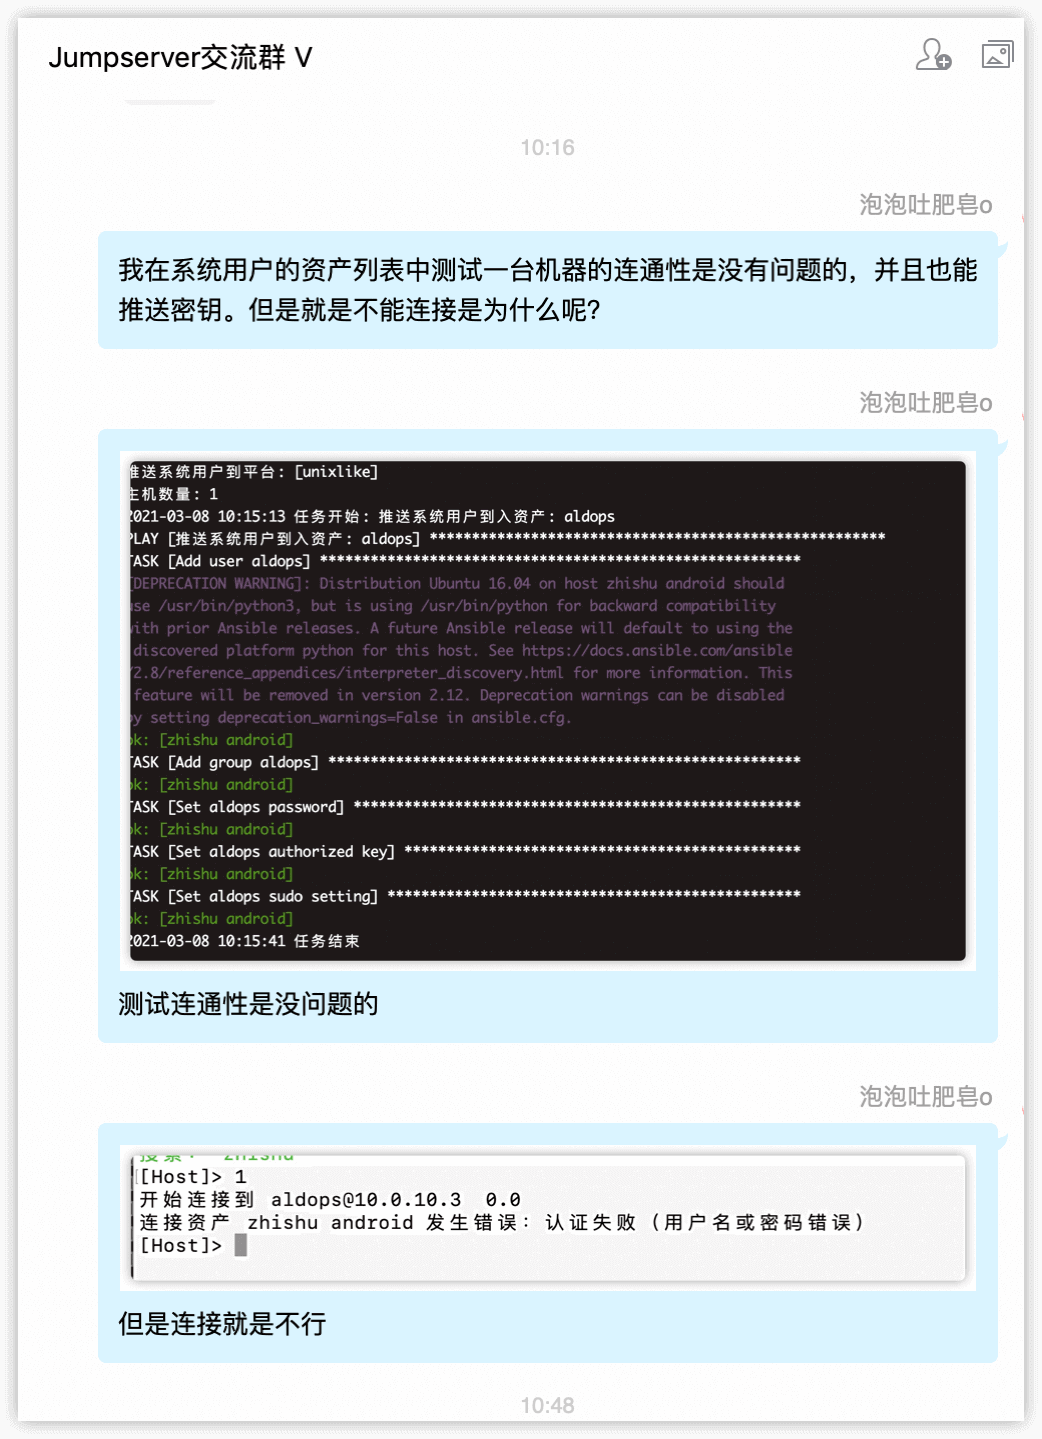 Jumpserver交流群 V
10:16
泡泡吐肥皂o
我在系统用户的资产列表中测试一台机器的连通性是没有问题的，并且也能
推送密钥。但是就是不能连接是为什么呢?
泡泡吐肥皂o
推送系统用户到平台: [unixlike]
主机数量: 1
2021-03-08 10:15:13 任务开始: 推送系统用户到入资产: aldops
PLAY [推送系统用户到入资产: aldops] ******************************************************
TASK [Add user aldops] *********************************************************
[DEPRECATION WARNING]: Distribution Ubuntu 16.04 on host zhishu android should
use /usr/bin/python3, but is using /usr/bin/python for backward compatibility
with prior Ansible releases. A future Ansible release will default to using the
discovered platform python for this host. See https://docs.ansible.com/ansible
/2.8/reference_appendices/interpreter_discovery.html for more information. This
feature will be removed in version 2.12. Deprecation warnings can be disabled
by setting deprecation_warnings=False in ansible.cfg.
ok: [zhishu android]
TASK [Add group aldops] ********************************************************
ok: [zhishu android]
TASK [Set aldops password] *****************************************************
ok: [zhishu android]
TASK [Set aldops authorized key] ***********************************************
ok: [zhishu android]
TASK [Set aldops sudo setting] *************************************************
ok: [zhishu android]
2021-03-08 10:15:41 任务结束
测试连通性是没问题的
泡泡吐肥皂o
搜索: zhishu
[Host]> 1
开始连接到 aldops@10.0.10.3 0.0
连接资产 zhishu android 发生错误: 认证失败 (用户名或密码错误)
[Host]>
但是连接就是不行
10:48